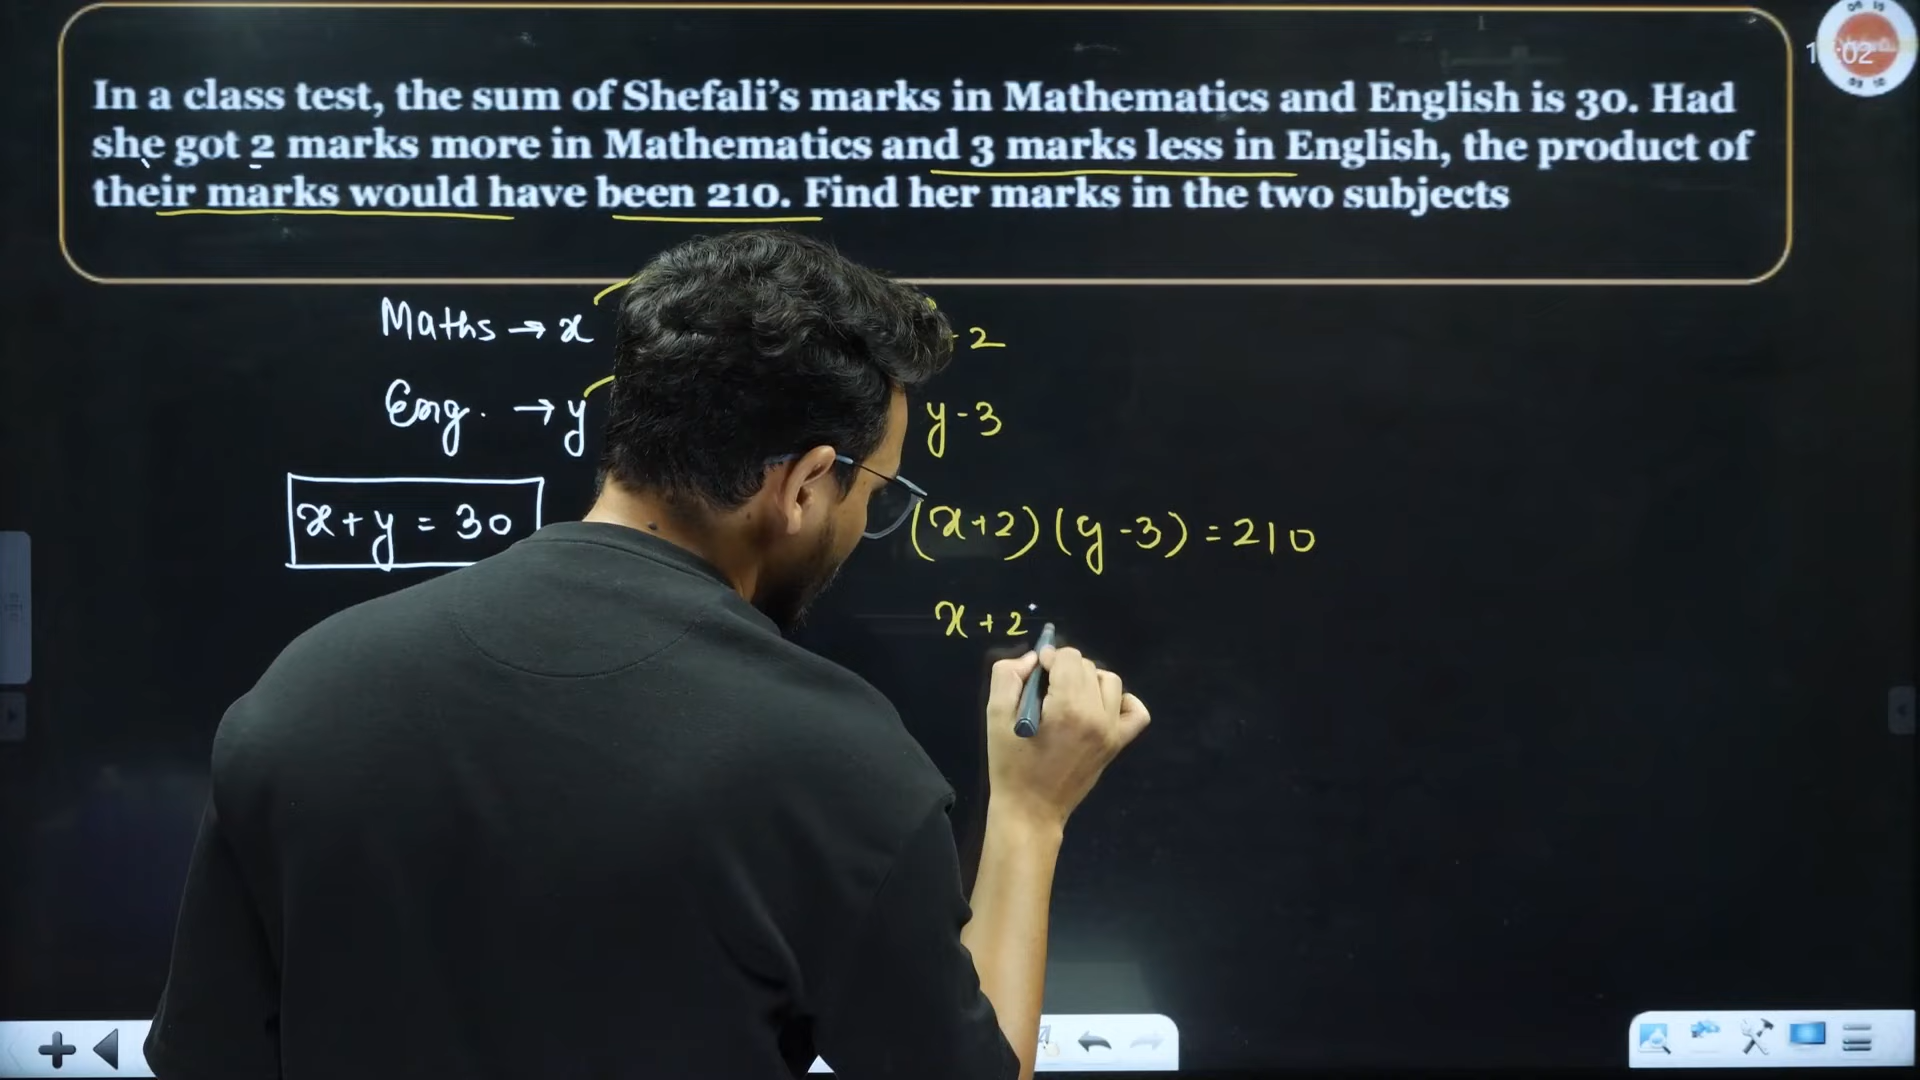 In a class test, the sum of Shefali’s marks in Mathematics and English is 30. Had
she got 2 marks more in Mathematics and 3 marks less in English, the product of
their marks would have been 210. Find her marks in the two subjects
Maths → x
- 2
Eng. → y
y - 3
x + y = 30
(x+2) (y-3) = 210
x + 2